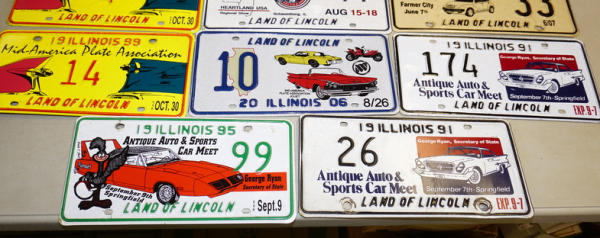 OCT. 30
LAND OF LINCOLN
HEARTLAND USA
AUG 15-18
LAND OF LINCOLN
Farmer City
June 7th
33
6/07
LAND OF LINCOLN
19 ILLINOIS 99
Mid-America Plate Association
14
OCT. 30
LAND OF LINCOLN
10
20 ILLINOIS 06
8/26
19 ILLINOIS 91
174
George Ryan, Secretary of State
Antique Auto &
Sports Car Meet
September 7th-Springfield
LAND OF LINCOLN
EXP. 9-7
19 ILLINOIS 95
ANTIQUE AUTO & SPORTS
CAR MEET
99
September 9th
Springfield
George Ryan
Secretary of State
LAND OF LINCOLN
Sept. 9
19 ILLINOIS 91
26
George Ryan, Secretary of State
Antique Auto &
Sports Car Meet
September 7th-Springfield
LAND OF LINCOLN
EXP. 9-7